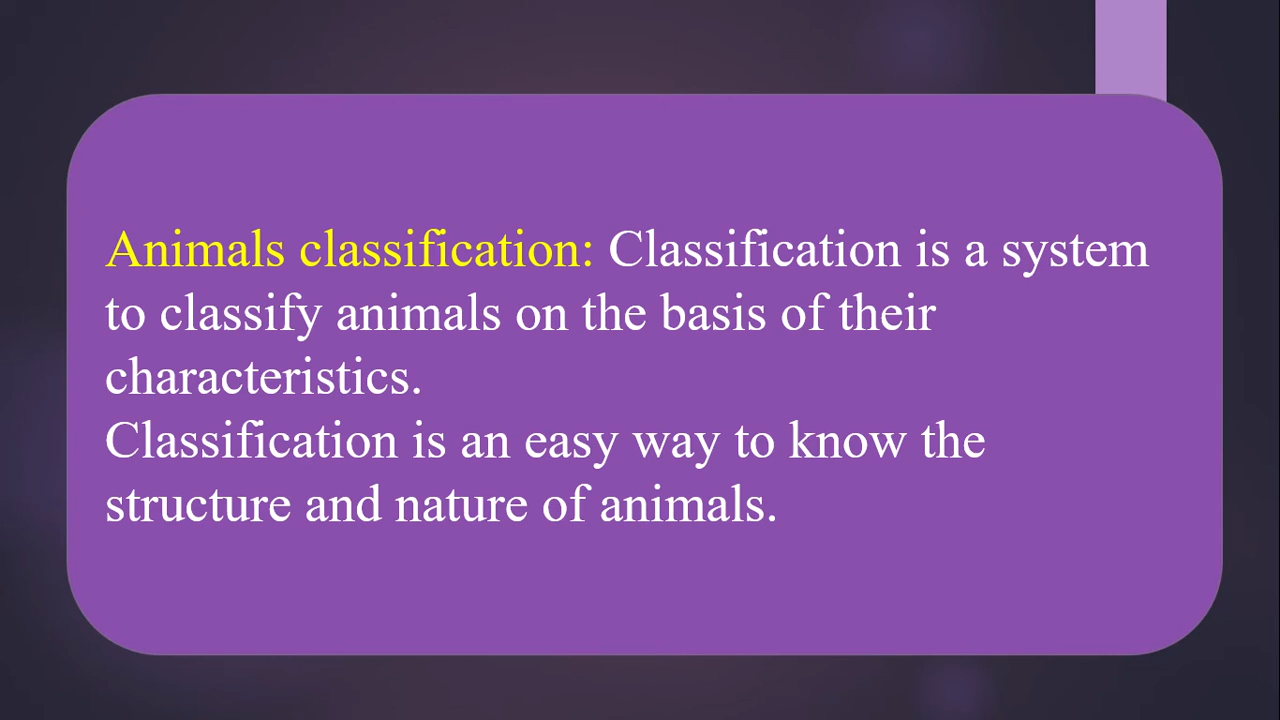 Animals classification: Classification is a system
to classify animals on the basis of their
characteristics.
Classification is an easy way to know the
structure and nature of animals.